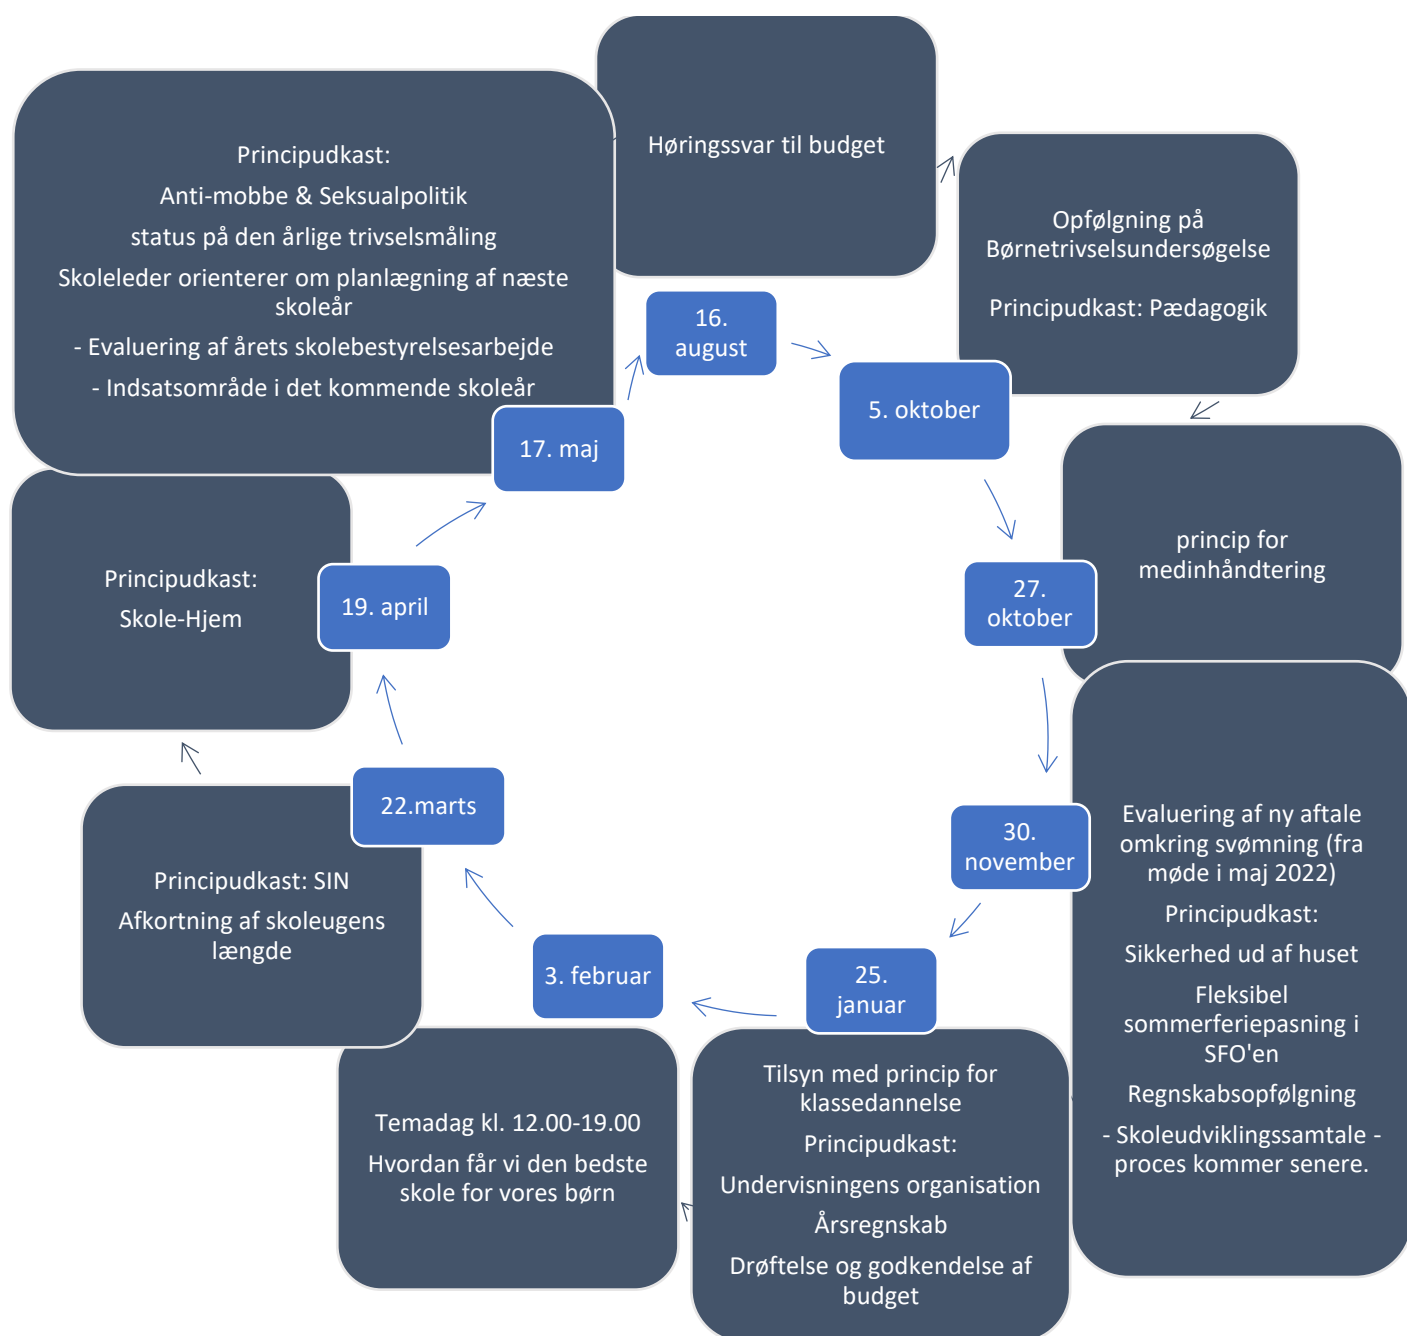 Høringssvar til budget
16.
august
Opfølgning på
Børnetrivselsundersøgelse
Principudkast: Pædagogik
5. oktober
princip for
medinhåndtering
27.
oktober
Evaluering af ny aftale
omkring svømning (fra
møde i maj 2022)
Principudkast:
Sikkerhed ud af huset
Fleksibel
sommerferiepasning i
SFO'en
Regnskabsopfølgning
- Skoleudviklingssamtale -
proces kommer senere.
30.
november
25.
januar
Tilsyn med princip for
klassedannelse
Principudkast:
Undervisningens organisation
Årsregnskab
Drøftelse og godkendelse af
budget
3. februar
Temadag kl. 12.00-19.00
Hvordan får vi den bedste
skole for vores børn
22.marts
Principudkast: SIN
Afkortning af skoleugens
længde
19. april
Principudkast:
Skole-Hjem
17. maj
Principudkast:
Anti-mobbe & Seksualpolitik
status på den årlige trivselsmåling
Skoleleder orienterer om planlægning af næste
skoleår
- Evaluering af årets skolebestyrelsesarbejde
- Indsatsområde i det kommende skoleår